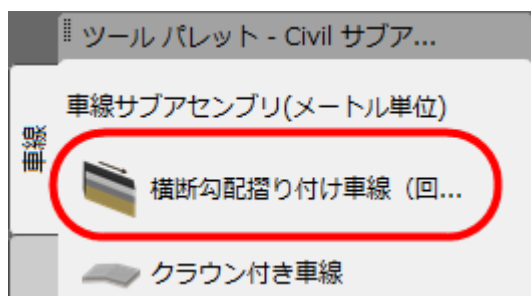 ツール パレット - Civil サブア...
車線サブアセンブリ(メートル単位)
車線
横断勾配摺り付け車線（回...
クラウン付き車線